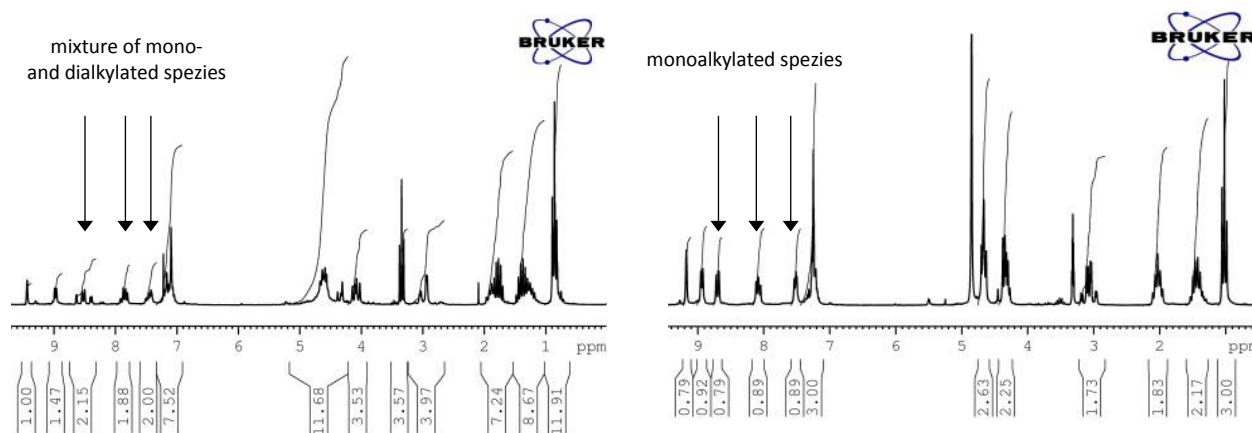 mixture of mono-
and dialkylated spezies
BRUKER
9 8 7 6 5 4 3 2 1 ppm
1.00 1.47 2.15 1.88 2.00 7.52 11.68 3.53 3.57 3.97 7.24 8.67 11.91
monoalkylated spezies
BRUKER
9 8 7 6 5 4 3 2 1 ppm
0.79 0.92 0.79 0.89 0.89 3.00 2.63 2.25 1.73 1.83 2.17 3.00